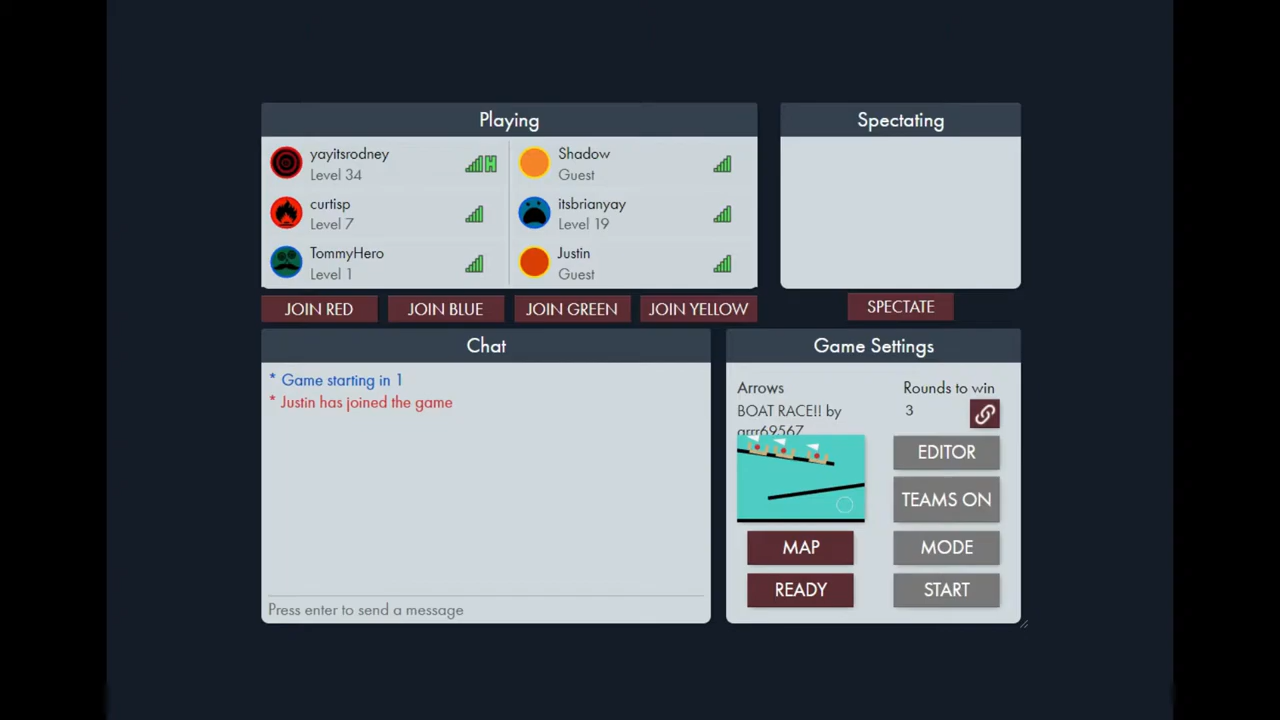 Playing
yayitsrodney
Level 34
H
curtisp
Level 7
TommyHero
Level 1
Shadow
Guest
itsbrianyay
Level 19
Justin
Guest
Spectating
JOIN RED
JOIN BLUE
JOIN GREEN
JOIN YELLOW
SPECTATE
Chat
* Game starting in 1
* Justin has joined the game
Press enter to send a message
Game Settings
Arrows
BOAT RACE!! by
arrr69567
Rounds to win
3
EDITOR
TEAMS ON
MAP
MODE
READY
START